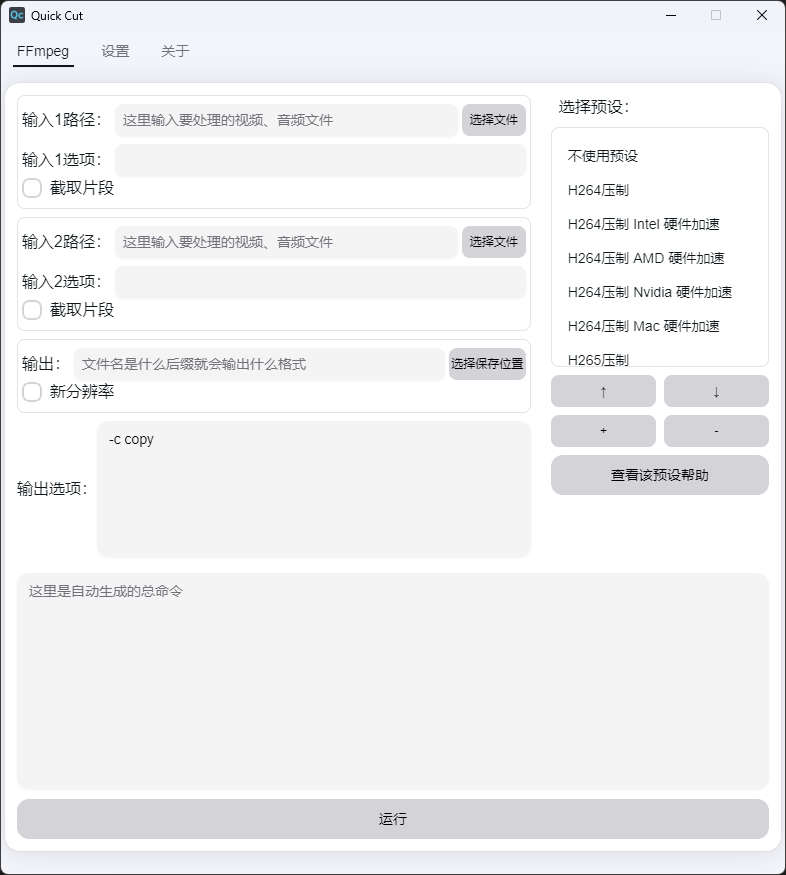 Qc Quick Cut
FFmpeg 设置 关于
输入1路径： 这里输入要处理的视频、音频文件 选择文件
输入1选项：
截取片段
输入2路径： 这里输入要处理的视频、音频文件 选择文件
输入2选项：
截取片段
输出： 文件名是什么后缀就会输出什么格式 选择保存位置
新分辨率
输出选项： -c copy
选择预设：
不使用预设
H264压制
H264压制 Intel 硬件加速
H264压制 AMD 硬件加速
H264压制 Nvidia 硬件加速
H264压制 Mac 硬件加速
H265压制
↑ ↓
+ -
查看该预设帮助
这里是自动生成的总命令
运行